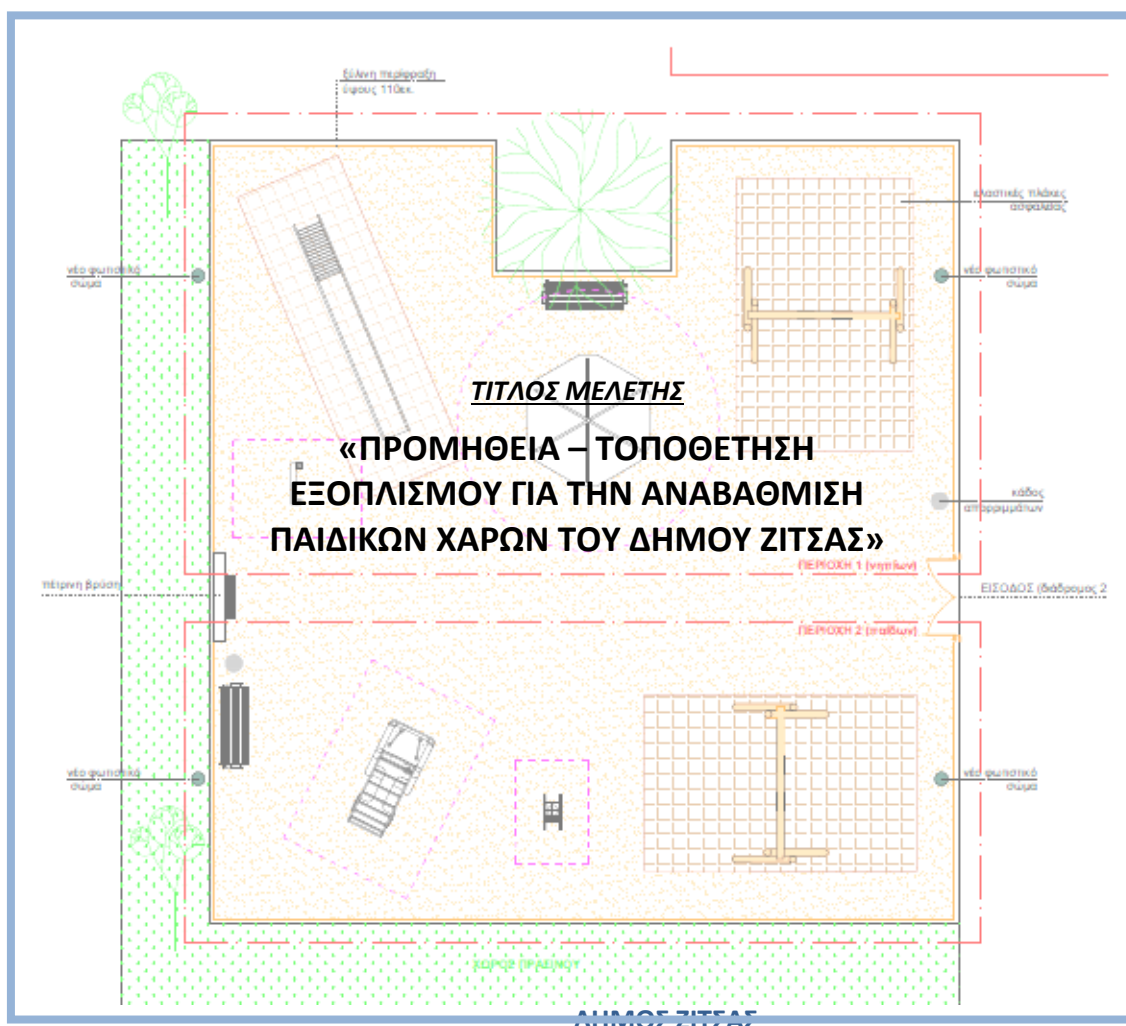 ξύλινη περίφραξη
ύψους 110εκ.
ελαστικές πλάκες
ασφαλείας
νέο φωτιστικό
σώμα
νέο φωτιστικό
σώμα
ΤΙΤΛΟΣ ΜΕΛΕΤΗΣ
«ΠΡΟΜΗΘΕΙΑ – ΤΟΠΟΘΕΤΗΣΗ
ΕΞΟΠΛΙΣΜΟΥ ΓΙΑ ΤΗΝ ΑΝΑΒΑΘΜΙΣΗ
ΠΑΙΔΙΚΩΝ ΧΑΡΩΝ ΤΟΥ ΔΗΜΟΥ ΖΙΤΣΑΣ»
κάδος
απορριμμάτων
ΠΕΡΙΟΧΗ 1 (νηπίων)
πέτρινη βρύση
ΕΙΣΟΔΟΣ (διάδρομος 2
ΠΕΡΙΟΧΗ 2 (παίδων)
νέο φωτιστικό
σώμα
νέο φωτιστικό
σώμα
ΧΩΡΟΣ ΠΡΑΣΙΝΟΥ
ΔΗΜΟΣ ΖΙΤΣΑΣ